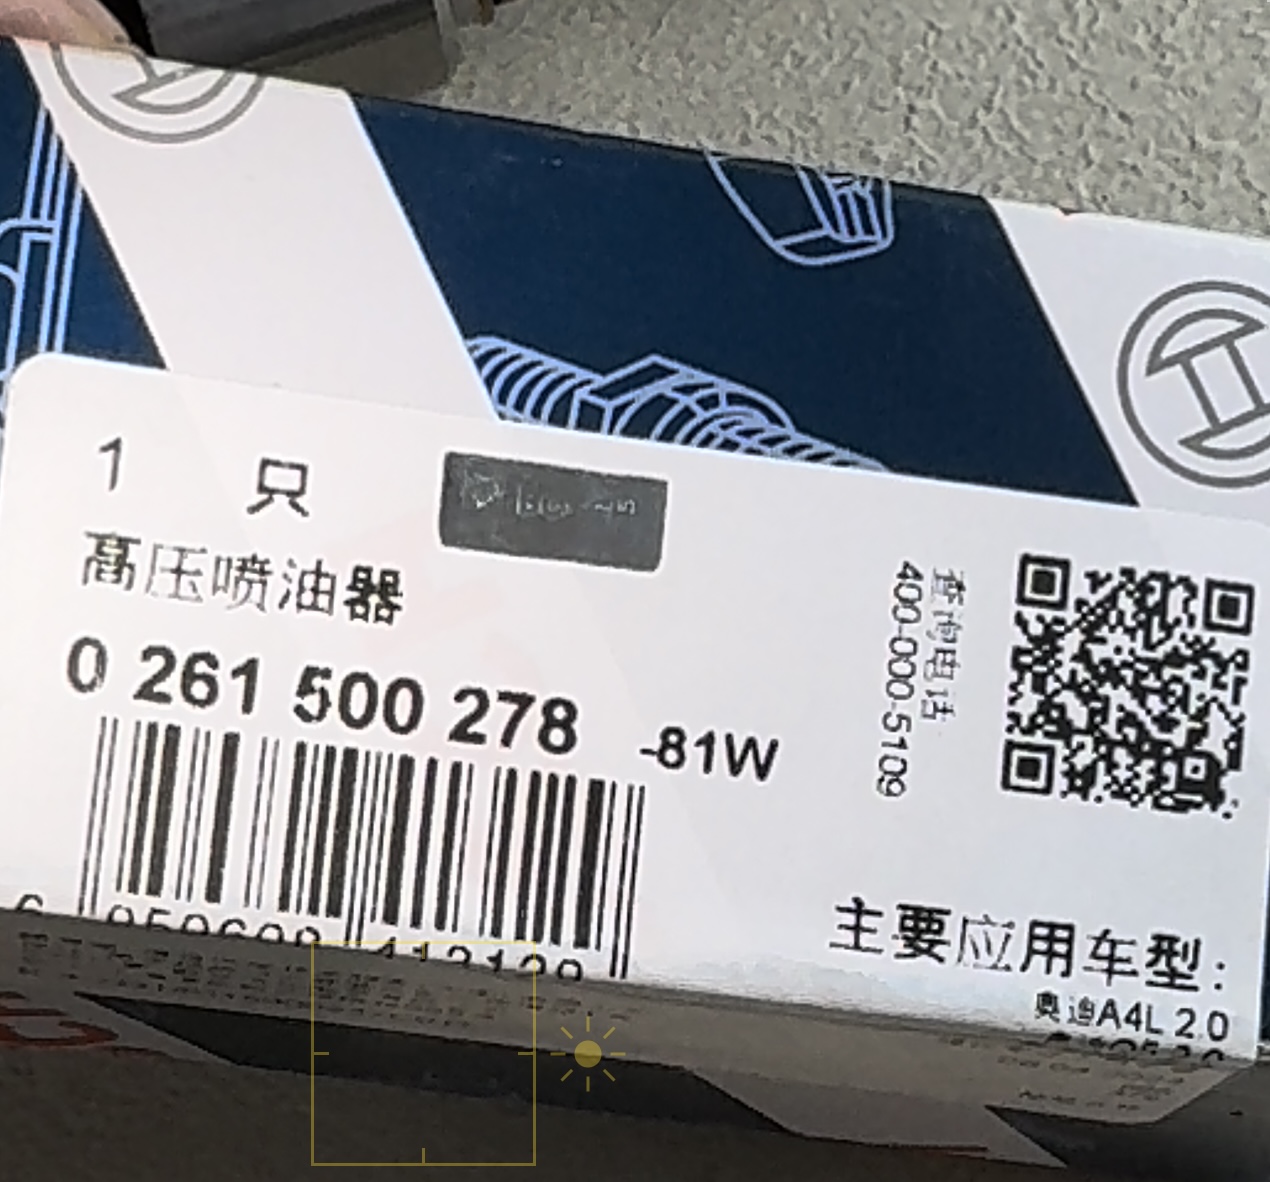 1 只
高压喷油器
0 261 500 278 -81W
查询电话
400-000-5109
主要应用车型:
奥迪A4L 2.0